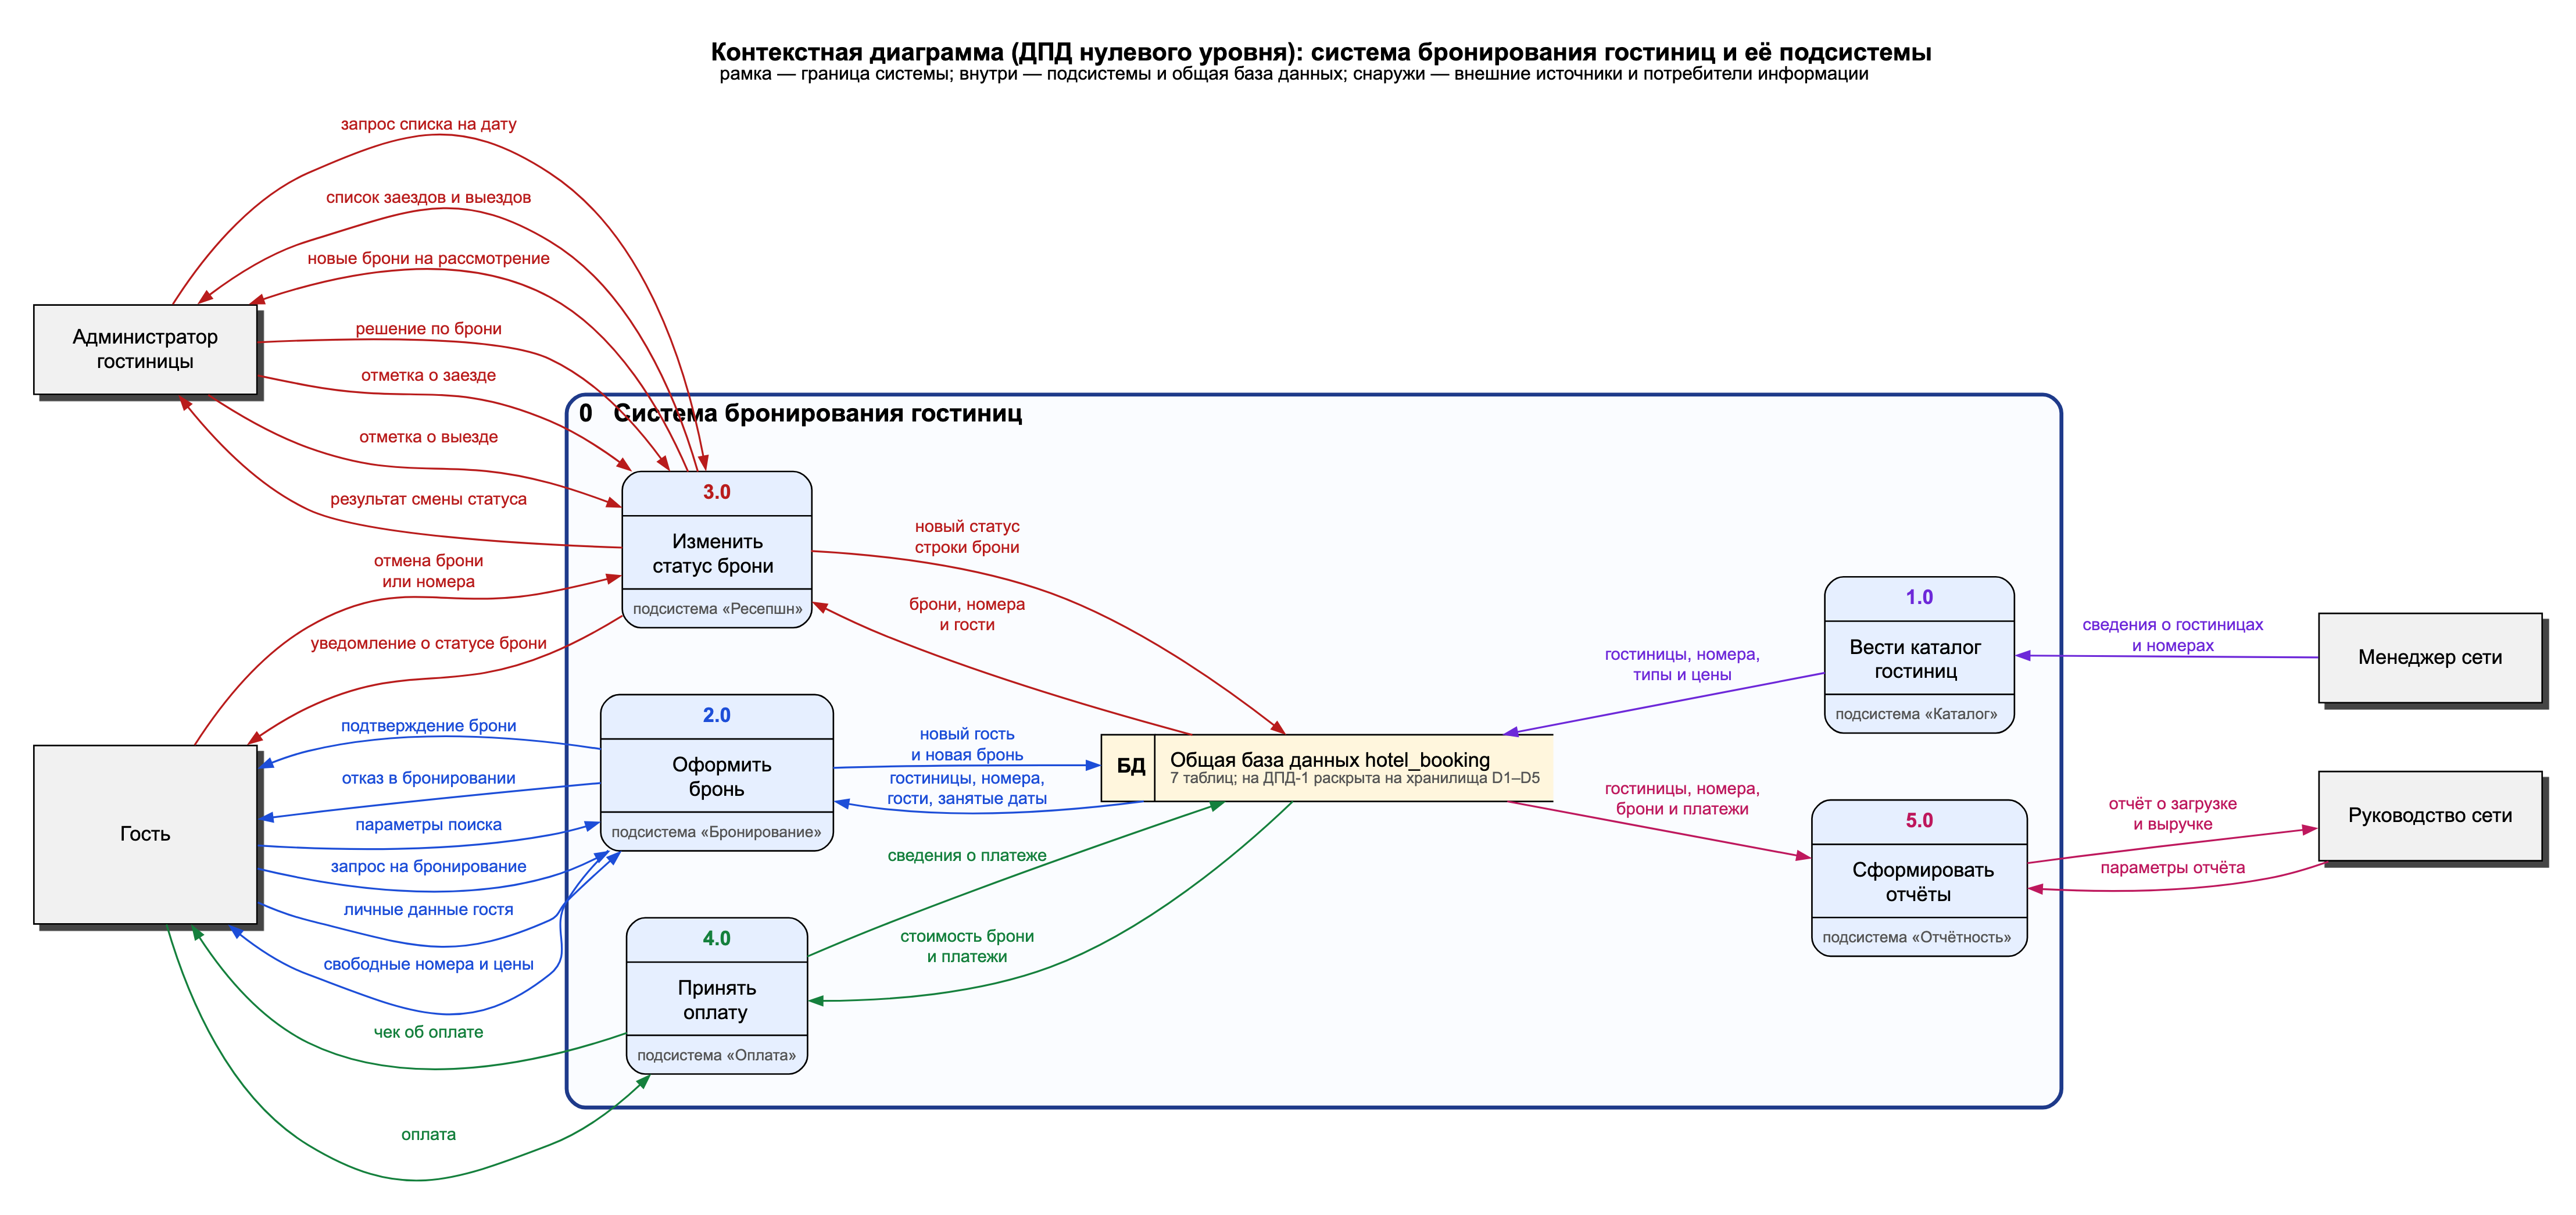 Контекстная диаграмма (ДПД нулевого уровня): система бронирования гостиниц и её подсистемы
рамка — граница системы; внутри — подсистемы и общая база данных; снаружи — внешние источники и потребители информации
запрос списка на дату
список заездов и выездов
новые брони на рассмотрение
решение по брони
отметка о заезде
отметка о выезде
результат смены статуса
отмена брони
или номера
уведомление о статусе брони
подтверждение брони
отказ в бронировании
параметры поиска
запрос на бронирование
личные данные гостя
свободные номера и цены
чек об оплате
оплата
Администратор
гостиницы
Гость
0 Система бронирования гостиниц
3.0
Изменить
статус брони
подсистема «Ресепшн»
2.0
Оформить
бронь
подсистема «Бронирование»
4.0
Принять
оплату
подсистема «Оплата»
новый статус
строки брони
брони, номера
и гости
новый гость
и новая бронь
гостиницы, номера,
гости, занятые даты
сведения о платеже
стоимость брони
и платежи
БД
Общая база данных hotel_booking
7 таблиц; на ДПД-1 раскрыта на хранилища D1–D5
гостиницы, номера,
типы и цены
гостиницы, номера,
брони и платежи
1.0
Вести каталог
гостиниц
подсистема «Каталог»
5.0
Сформировать
отчёты
подсистема «Отчётность»
сведения о гостиницах
и номерах
отчёт о загрузке
и выручке
параметры отчёта
Менеджер сети
Руководство сети